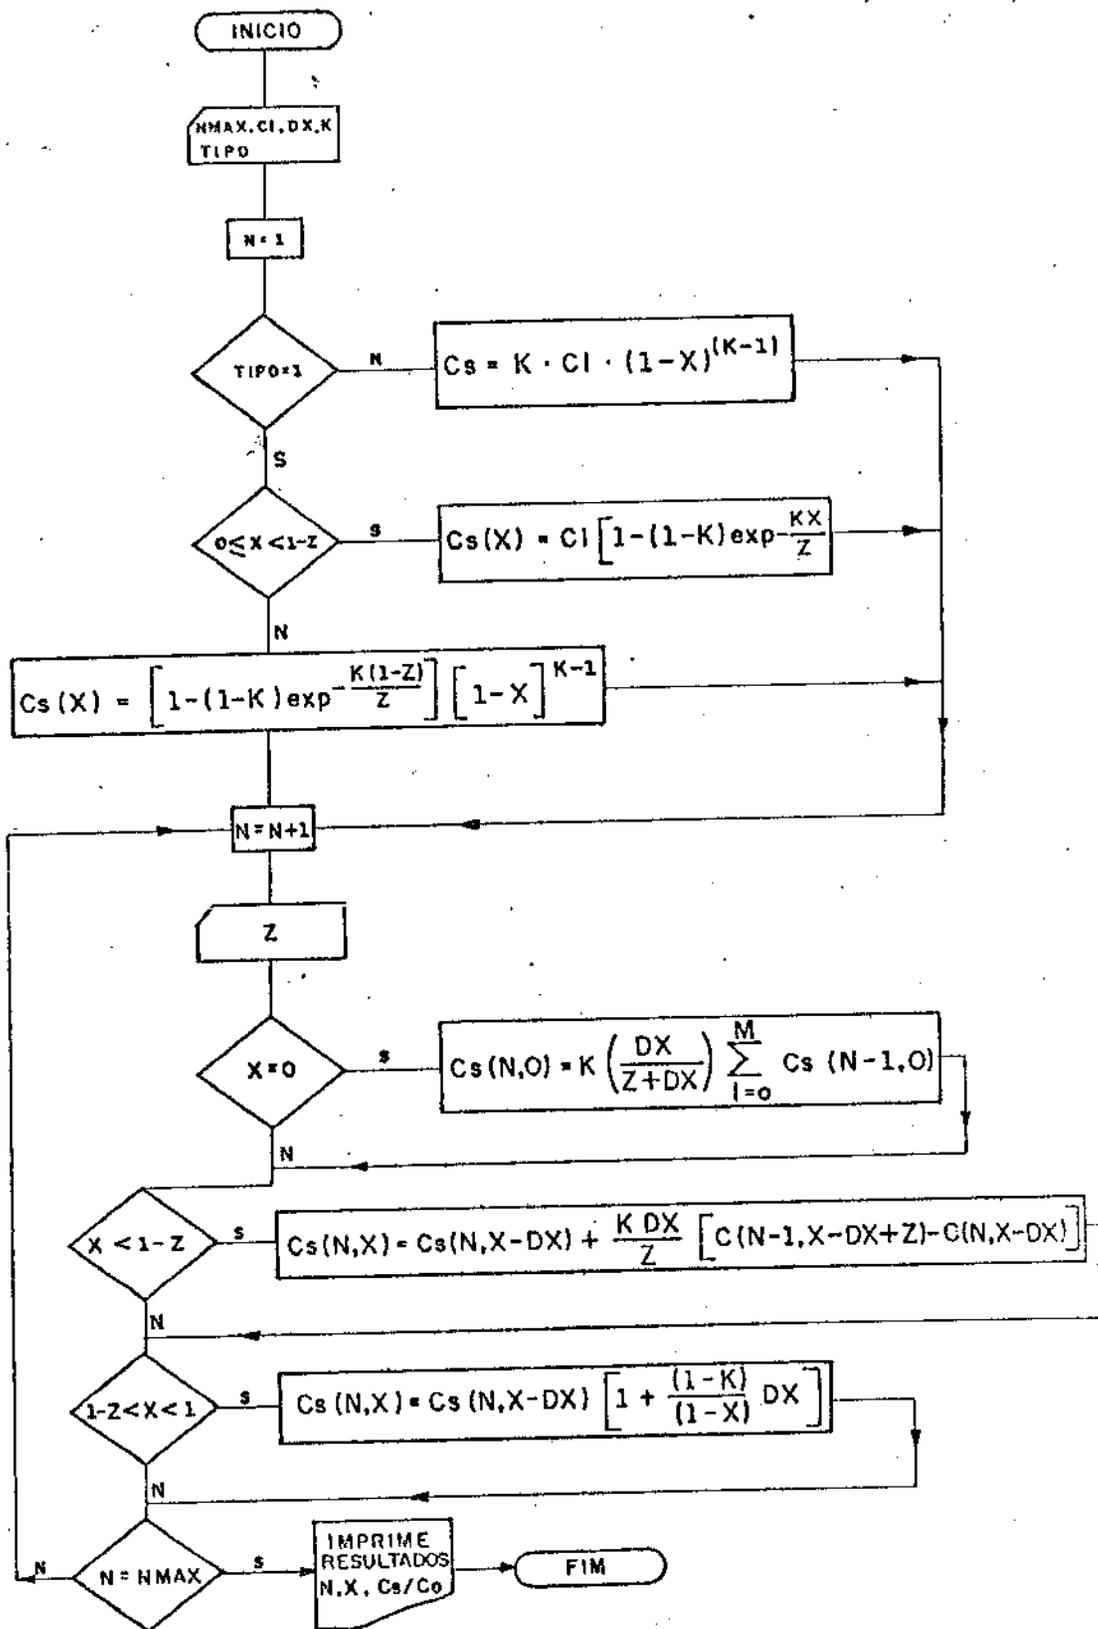 INICIO
NMAX, CI, DX, K
TIPO
N = 1
TIPO=1
N
Cs = K · CI · (1-X)^(K-1)
S
0 ≤ X < 1-Z
S
Cs(X) = CI [1-(1-K) exp-KX/Z
N
Cs(X) = [1-(1-K) exp^-K(1-Z)/Z] [1-X]^K-1
N = N+1
Z
X=0
S
Cs(N,0) = K (DX/(Z+DX)) M∑I=0 Cs (N-1,0)
N
X < 1-Z
S
Cs(N,X) = Cs(N,X-DX) + K DX/Z [C(N-1,X-DX+Z)-C(N,X-DX)]
N
1-Z<X<1
S
Cs(N,X) = Cs(N,X-DX) [1 + (1-K)/(1-X) DX]
N
N = NMAX
N
S
IMPRIME
RESULTADOS
N,X, Cs/Co
FIM